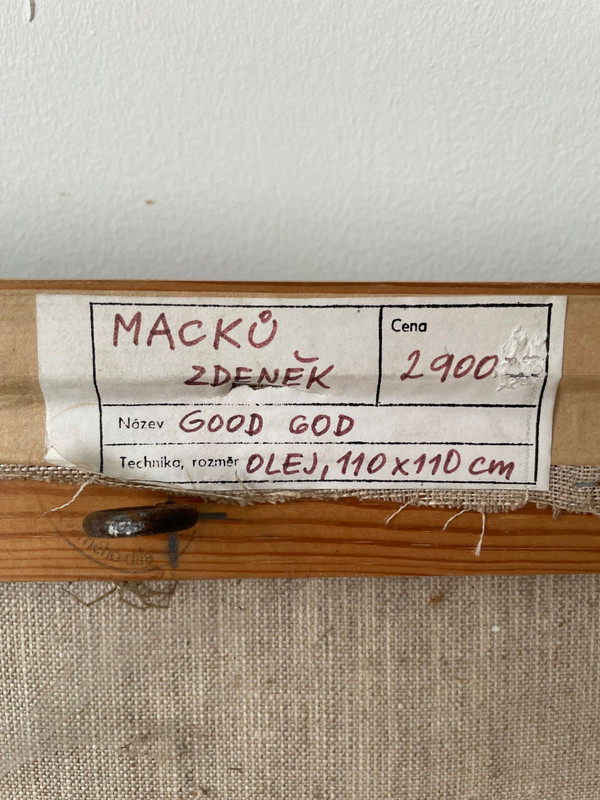 MACKŮ
ZDENĚK
Cena
2900
Název GOOD GOD
Technika, rozměr OLEJ, 110 x 110 cm